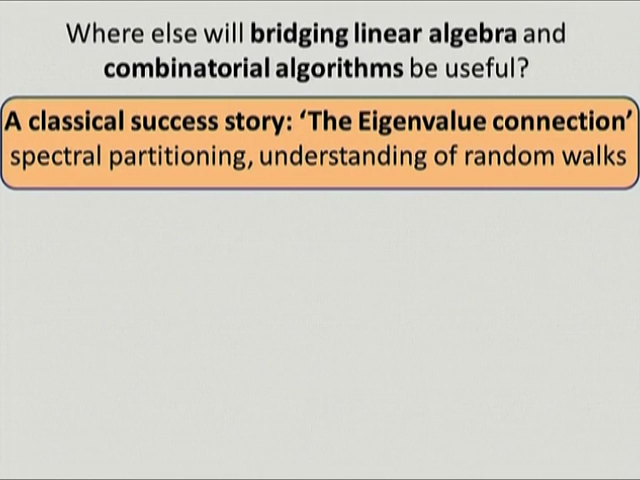 Where else will bridging linear algebra and
combinatorial algorithms be useful?
A classical success story: ‘The Eigenvalue connection’
spectral partitioning, understanding of random walks